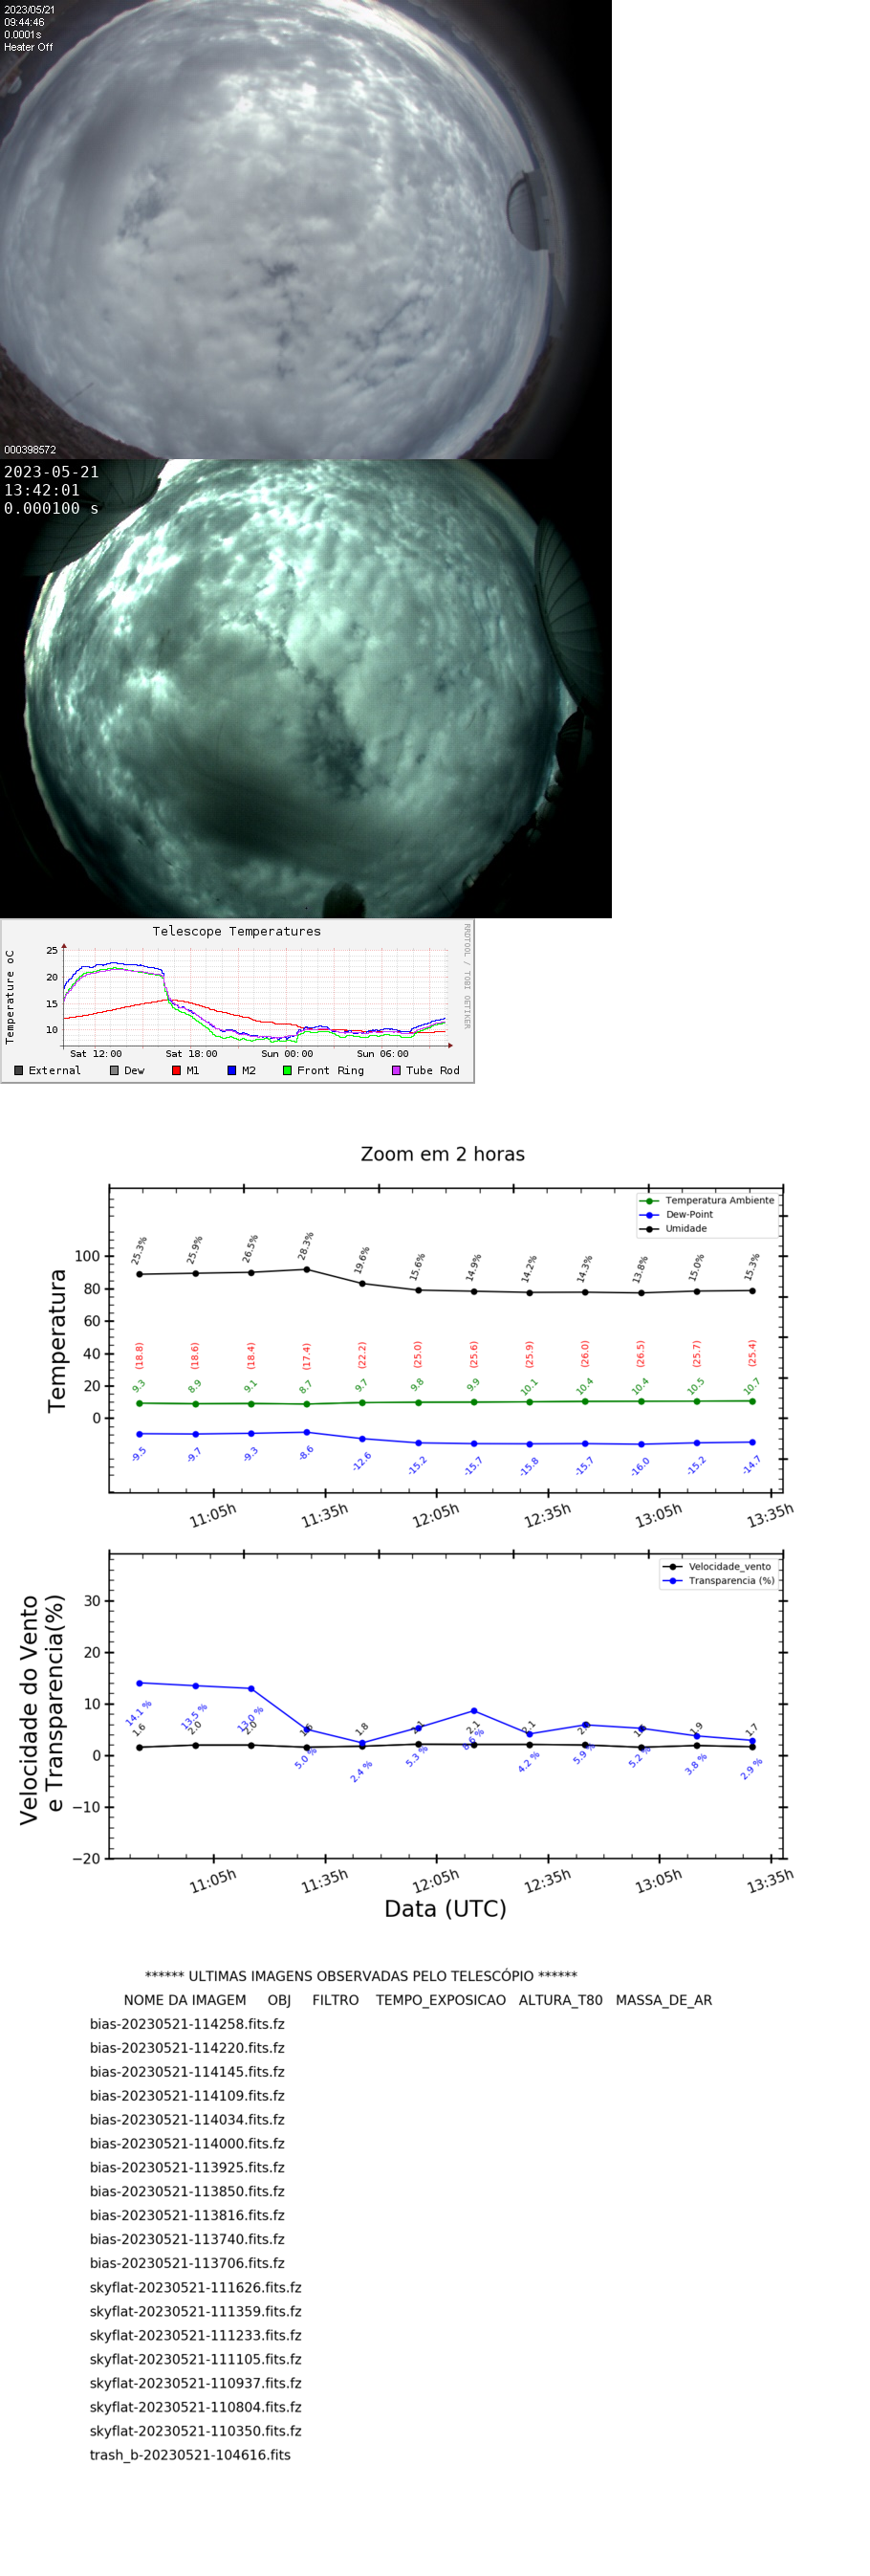 2023/05/21
09:44:46
0.0001s
Heater Off
000398572
2023-05-21
13:42:01
0.000100 s
Telescope Temperatures
RRDTOOL / TOBI OETIKER
Temperature oC
25
20
15
10
Sat 12:00 Sat 18:00 Sun 00:00 Sun 06:00
External Dew M1 M2 Front Ring Tube Rod
Zoom em 2 horas
Temperatura Ambiente
Dew-Point
Umidade
Temperatura
100
80
60
40
20
0
25.3% 25.9% 26.5% 28.3% 19.6% 15.6% 14.9% 14.2% 14.3% 13.8% 15.0% 15.3%
(18.8) (18.6) (18.4) (17.4) (22.2) (25.0) (25.6) (25.9) (26.0) (26.5) (25.7) (25.4)
9.3 8.9 9.1 8.7 9.7 9.8 9.9 10.1 10.4 10.4 10.5 10.7
-9.5 -9.7 -9.3 -8.6 -12.6 -15.2 -15.7 -15.8 -15.7 -16.0 -15.2 -14.7
11:05h 11:35h 12:05h 12:35h 13:05h 13:35h
Velocidade_vento
Transparencia (%)
Velocidade do Vento
e Transparencia(%)
30
20
10
0
−10
−20
14.1 % 13.5 % 13.0 % 5.0 % 2.4 % 5.3 % 4.2 % 5.9 % 5.2 % 3.8 % 2.9 %
1.6 2.0 2.0 1.8 2.1 2.1 1.9 1.7
11:05h 11:35h 12:05h 12:35h 13:05h 13:35h
Data (UTC)
****** ULTIMAS IMAGENS OBSERVADAS PELO TELESCÓPIO ******
NOME DA IMAGEM OBJ FILTRO TEMPO_EXPOSICAO ALTURA_T80 MASSA_DE_AR
bias-20230521-114258.fits.fz
bias-20230521-114220.fits.fz
bias-20230521-114145.fits.fz
bias-20230521-114109.fits.fz
bias-20230521-114034.fits.fz
bias-20230521-114000.fits.fz
bias-20230521-113925.fits.fz
bias-20230521-113850.fits.fz
bias-20230521-113816.fits.fz
bias-20230521-113740.fits.fz
bias-20230521-113706.fits.fz
skyflat-20230521-111626.fits.fz
skyflat-20230521-111359.fits.fz
skyflat-20230521-111233.fits.fz
skyflat-20230521-111105.fits.fz
skyflat-20230521-110937.fits.fz
skyflat-20230521-110804.fits.fz
skyflat-20230521-110350.fits.fz
trash_b-20230521-104616.fits